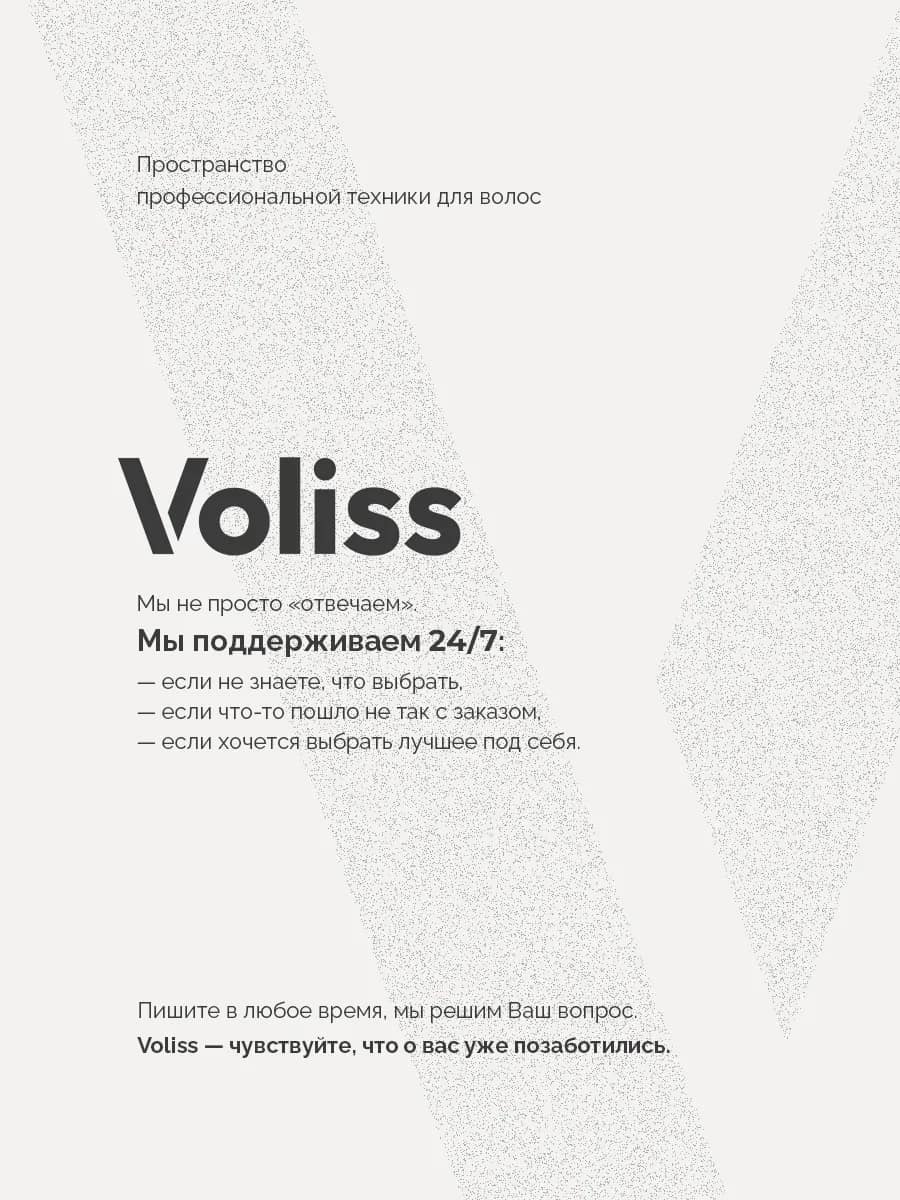 Пространство
профессиональной техники для волос
Voliss
Мы не просто «отвечаем».
Мы поддерживаем 24/7:
— если не знаете, что выбрать,
— если что-то пошло не так с заказом,
— если хочется выбрать лучшее под себя.
Пишите в любое время, мы решим Ваш вопрос.
Voliss — чувствуйте, что о вас уже позаботились.